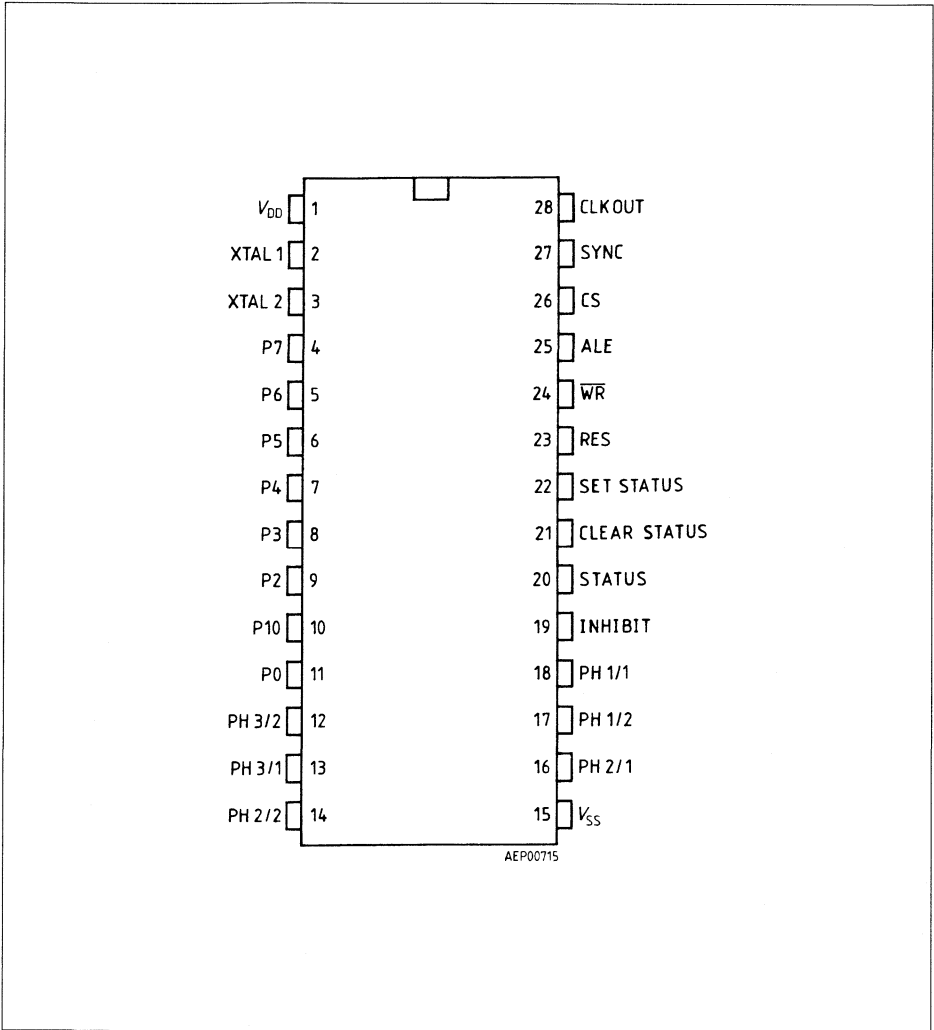 V_DD 1 28 CLKOUT
XTAL 1 2 27 SYNC
XTAL 2 3 26 CS
P7 4 25 ALE
P6 5 24 W̅R̅
P5 6 23 RES
P4 7 22 SET STATUS
P3 8 21 CLEAR STATUS
P2 9 20 STATUS
P10 10 19 INHIBIT
P0 11 18 PH 1/1
PH 3/2 12 17 PH 1/2
PH 3/1 13 16 PH 2/1
PH 2/2 14 15 V_SS
AEP00715